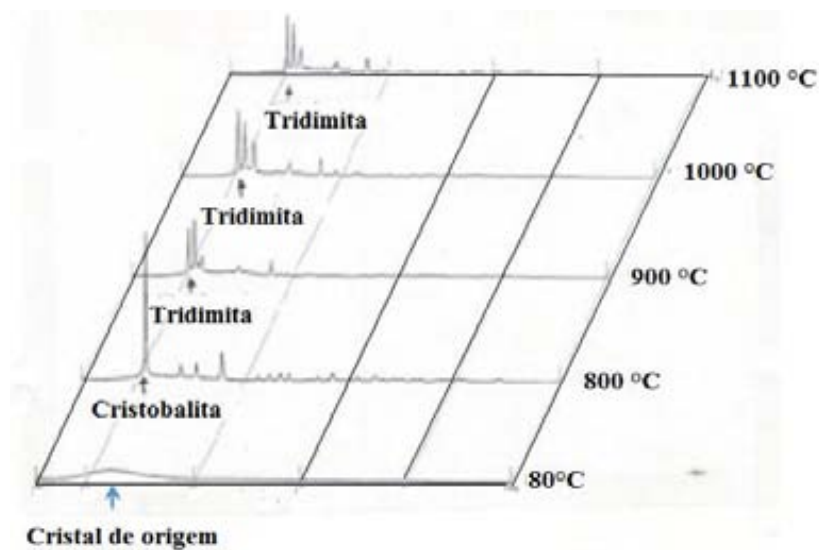 1100 °C
Tridimita
1000 °C
Tridimita
900 °C
Tridimita
800 °C
Cristobalita
80°C
Cristal de origem